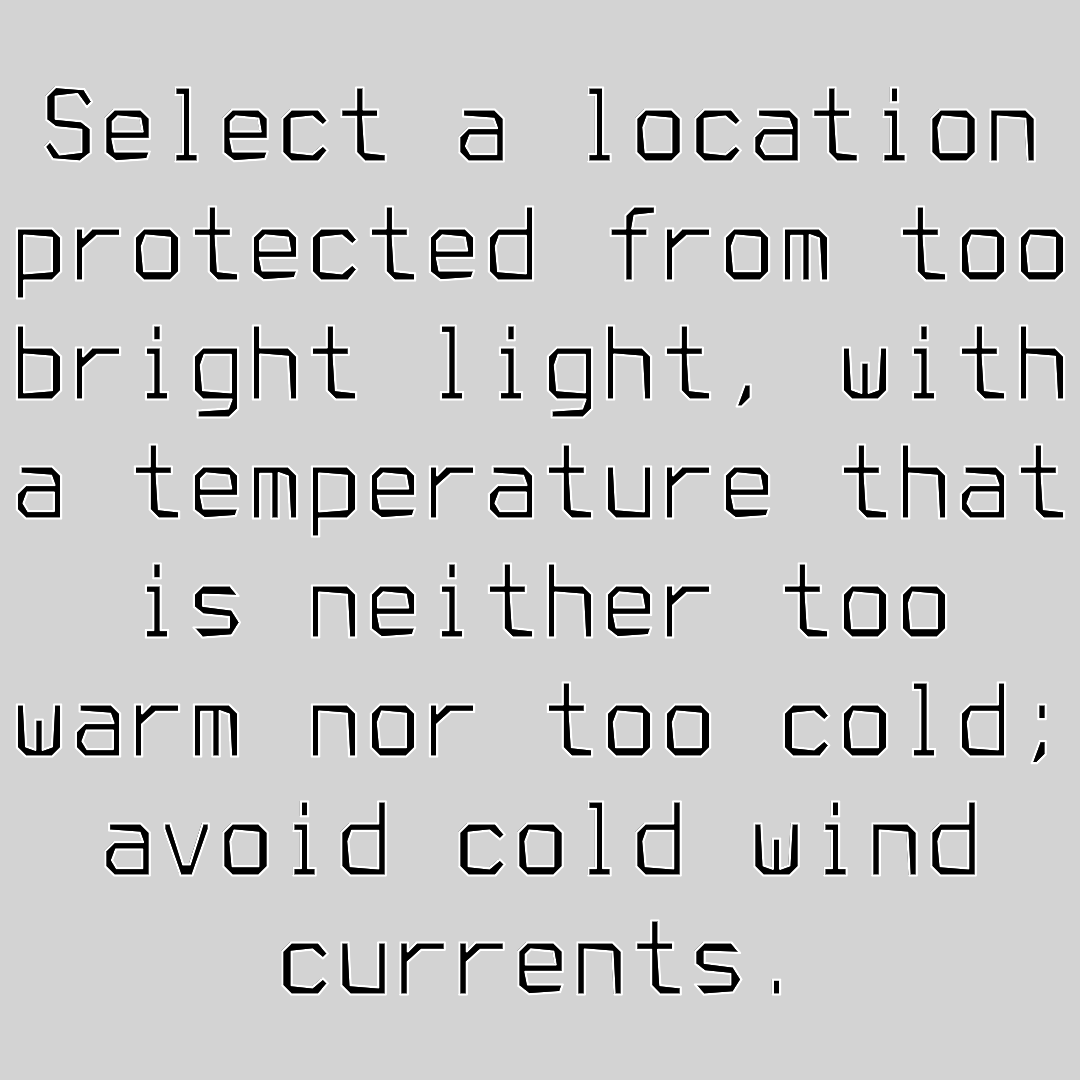 Select a location
protected from too
bright light, with
a temperature that
is neither too
warm nor too cold;
avoid cold wind
currents.